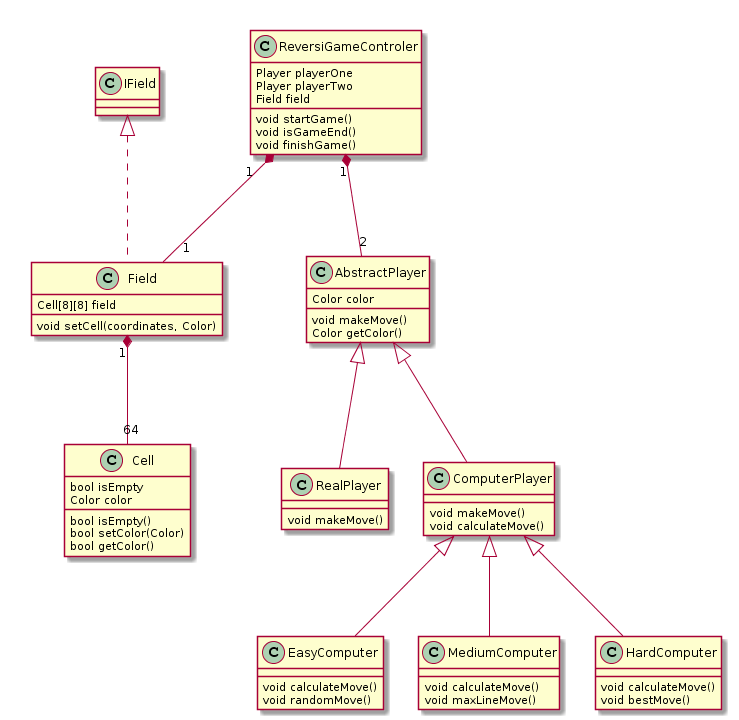 C ReversiGameControler
Player playerOne
Player playerTwo
Field field
void startGame()
void isGameEnd()
void finishGame()
C IField
1
1
1
2
C Field
Cell[8][8] field
void setCell(coordinates, Color)
C AbstractPlayer
Color color
void makeMove()
Color getColor()
1
64
C Cell
bool isEmpty
Color color
bool isEmpty()
bool setColor(Color)
bool getColor()
C RealPlayer
void makeMove()
C ComputerPlayer
void makeMove()
void calculateMove()
C EasyComputer
void calculateMove()
void randomMove()
C MediumComputer
void calculateMove()
void maxLineMove()
C HardComputer
void calculateMove()
void bestMove()